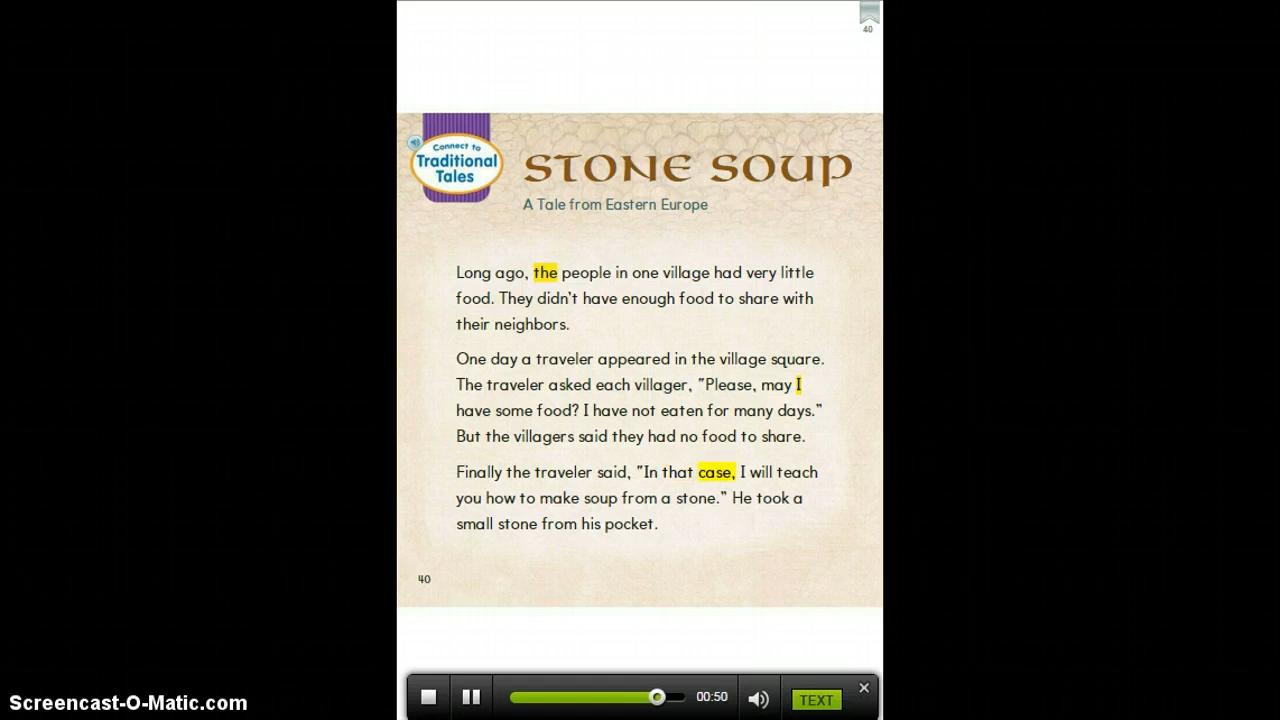 40
Connect to
Traditional
Tales
STONE SOUP
A Tale from Eastern Europe
Long ago, the people in one village had very little
food. They didn't have enough food to share with
their neighbors.
One day a traveler appeared in the village square.
The traveler asked each villager, "Please, may I
have some food? I have not eaten for many days."
But the villagers said they had no food to share.
Finally the traveler said, "In that case, I will teach
you how to make soup from a stone." He took a
small stone from his pocket.
40
00:50
TEXT
Screencast-O-Matic.com